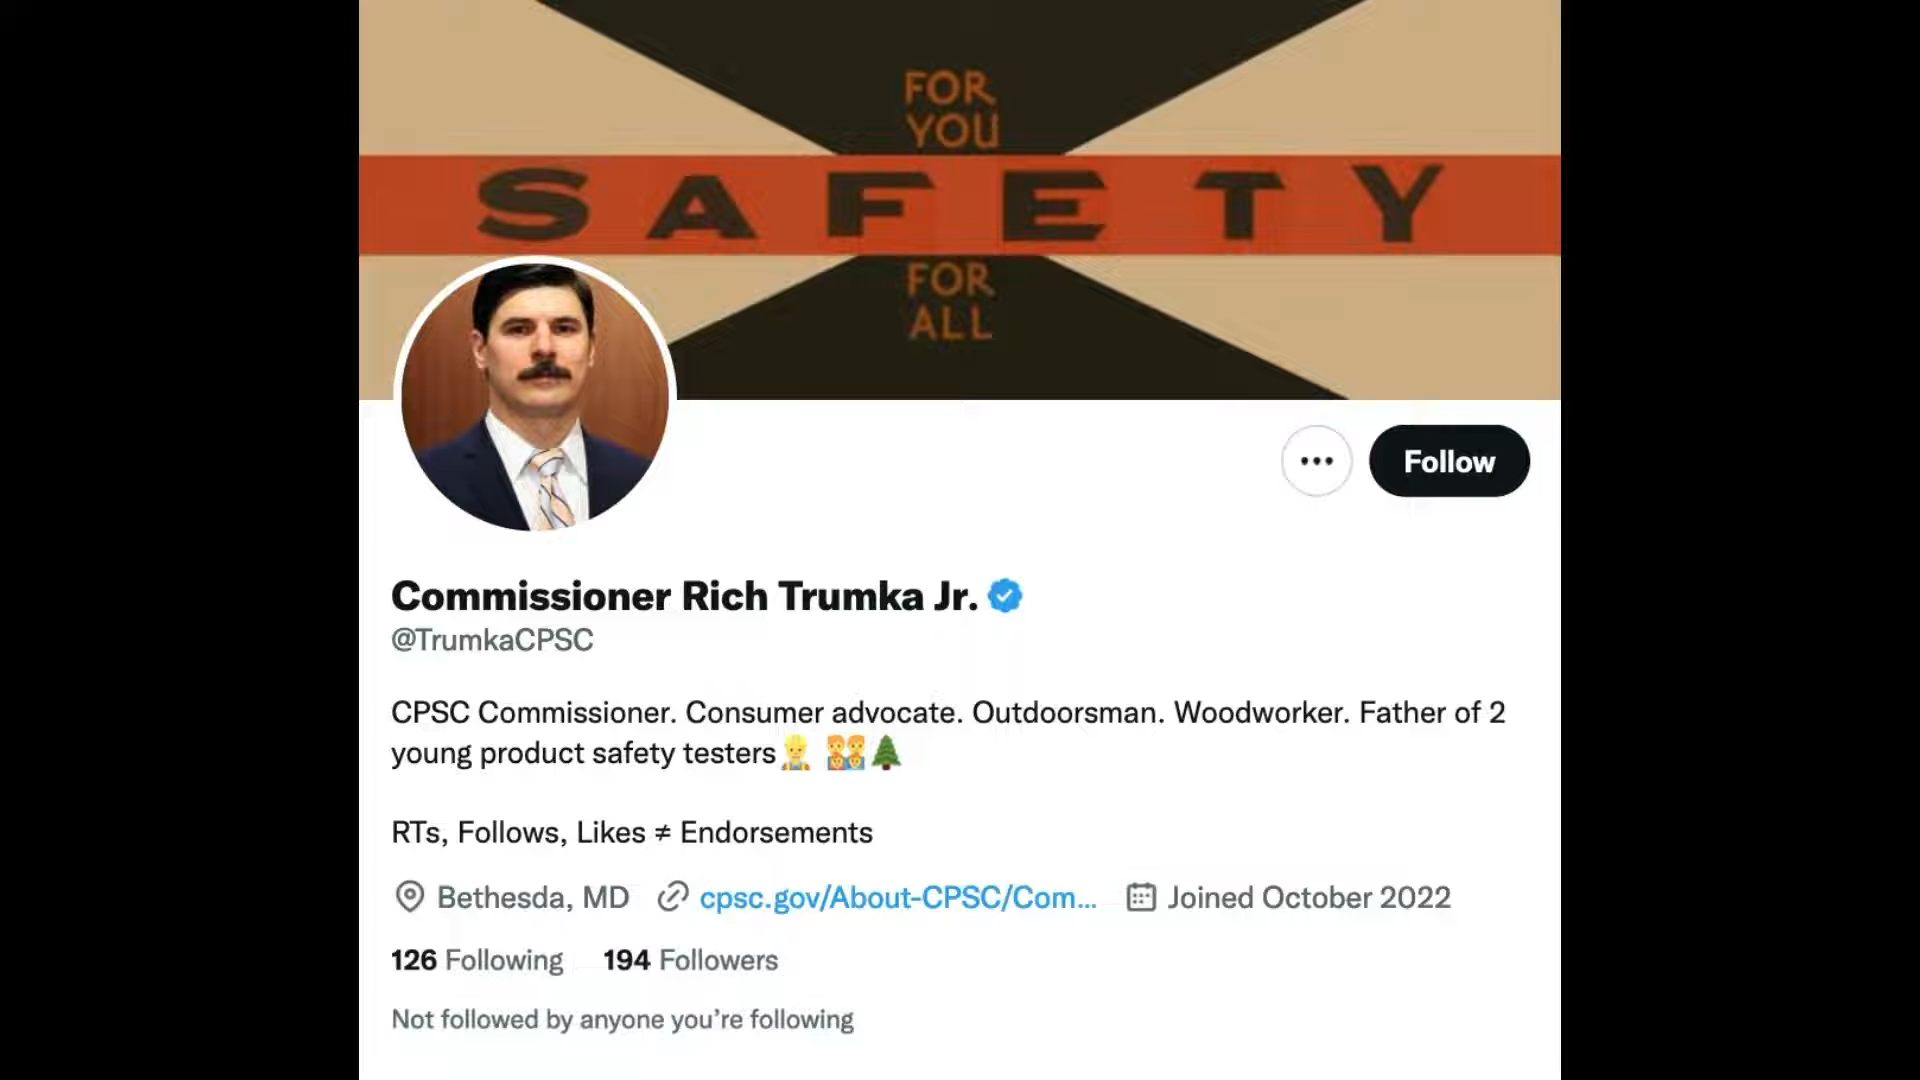 FOR
YOU
SAFETY
FOR
ALL
Follow
Commissioner Rich Trumka Jr.
@TrumkaCPSC
CPSC Commissioner. Consumer advocate. Outdoorsman. Woodworker. Father of 2
young product safety testers👷 👨‍👩‍👧‍👦🌲
RTs, Follows, Likes ≠ Endorsements
Bethesda, MD cpsc.gov/About-CPSC/Com... Joined October 2022
126 Following 194 Followers
Not followed by anyone you’re following